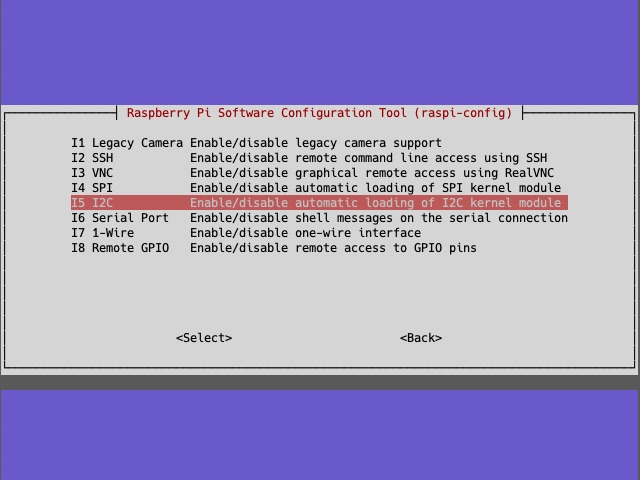 Raspberry Pi Software Configuration Tool (raspi-config)
I1 Legacy Camera Enable/disable legacy camera support
I2 SSH Enable/disable remote command line access using SSH
I3 VNC Enable/disable graphical remote access using RealVNC
I4 SPI Enable/disable automatic loading of SPI kernel module
I5 I2C Enable/disable automatic loading of I2C kernel module
I6 Serial Port Enable/disable shell messages on the serial connection
I7 1-Wire Enable/disable one-wire interface
I8 Remote GPIO Enable/disable remote access to GPIO pins
<Select> <Back>